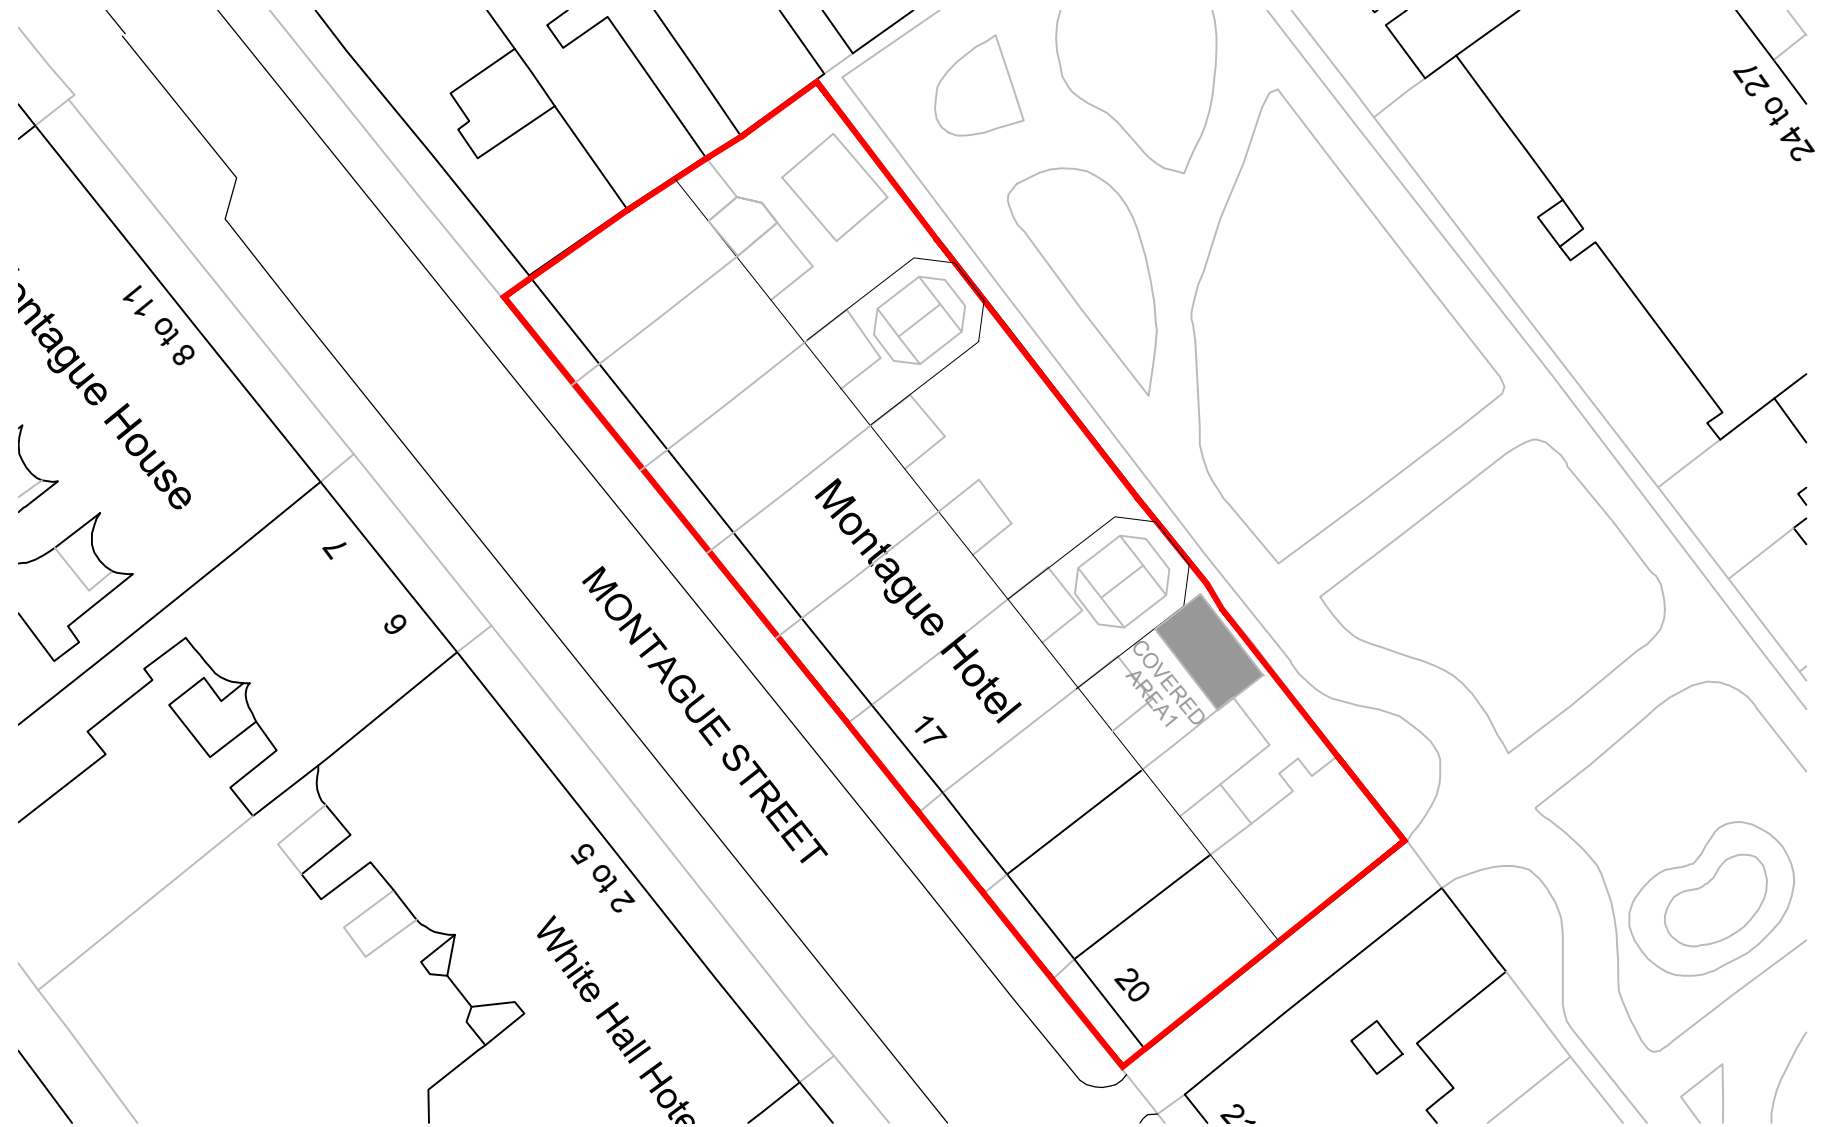 24 to 27
8 to 11
ontague House
7
6
Montague Hotel
MONTAGUE STREET
COVERED
AREA1
17
2 to 5
White Hall Hote
20